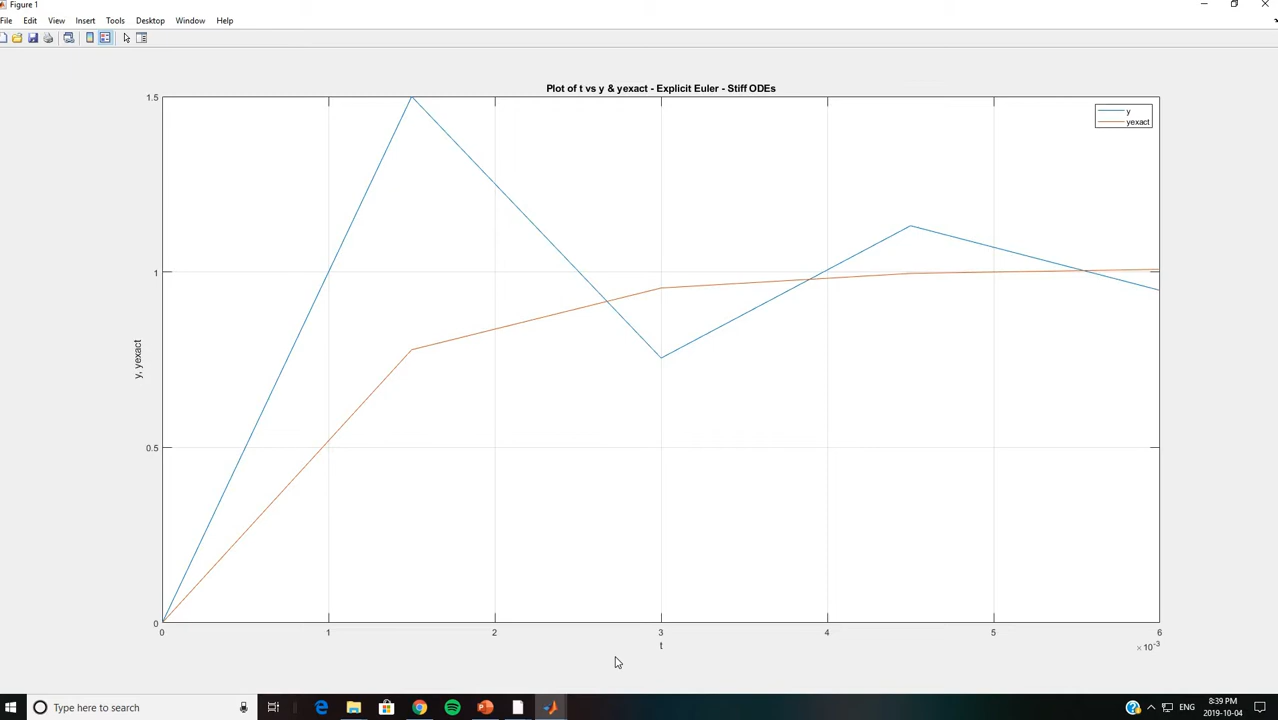 Figure 1
File Edit View Insert Tools Desktop Window Help
Plot of t vs y & yexact - Explicit Euler - Stiff ODEs
y
yexact
1.5
1
0.5
0
y, yexact
0 1 2 3 4 5 6
t
×10⁻³
Type here to search
ENG
8:39 PM
2019-10-04